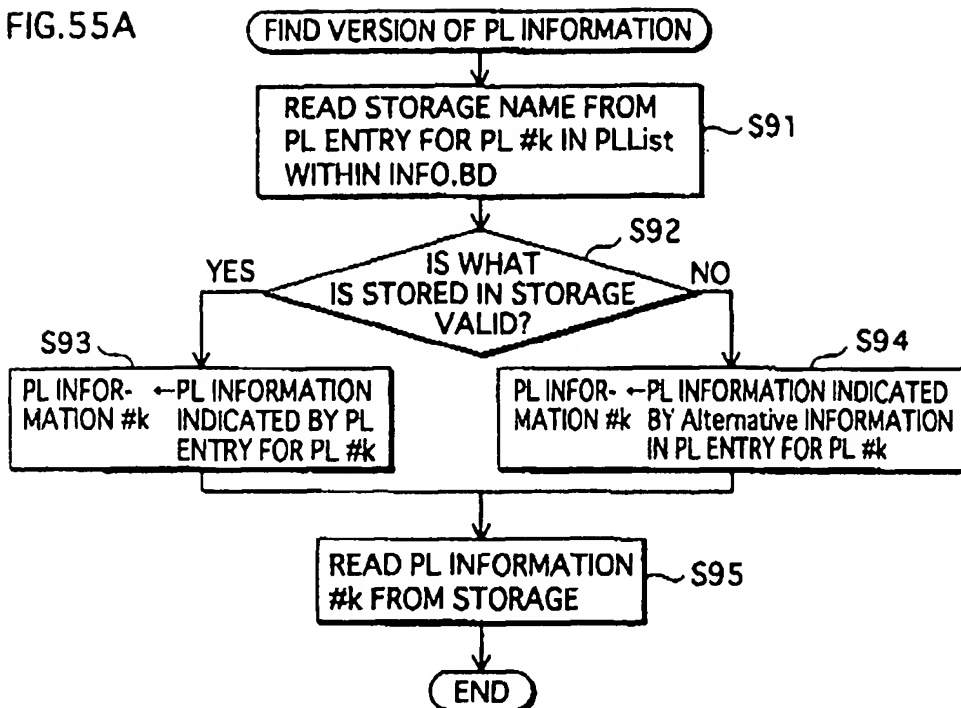 FIG.55A
FIND VERSION OF PL INFORMATION
READ STORAGE NAME FROM
PL ENTRY FOR PL #k IN PLList
WITHIN INFO.BD
S91
S92
IS WHAT
IS STORED IN STORAGE
VALID?
YES
NO
S93
PL INFOR- ←PL INFORMATION
MATION #k INDICATED BY PL
ENTRY FOR PL #k
S94
PL INFOR- ←PL INFORMATION INDICATED
MATION #k BY Alternative INFORMATION
IN PL ENTRY FOR PL #k
READ PL INFORMATION
#k FROM STORAGE
S95
END